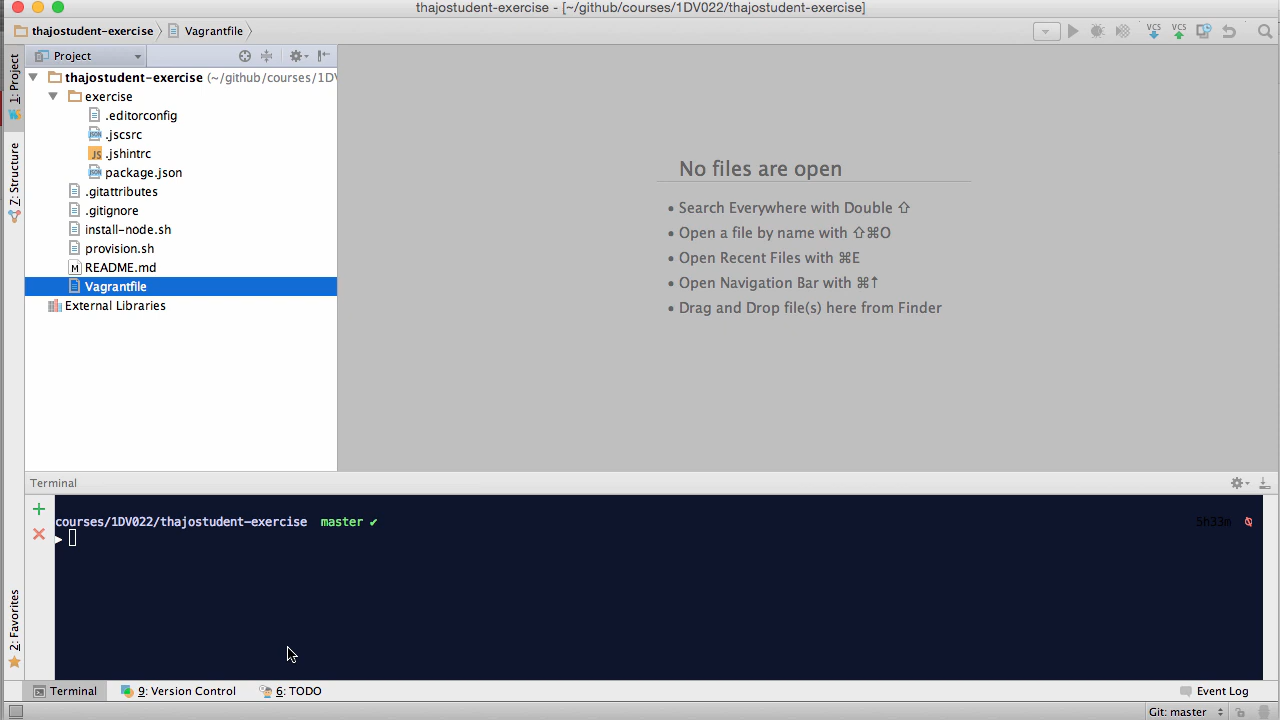 thajostudent-exercise - [~/github/courses/1DV022/thajostudent-exercise]
thajostudent-exercise Vagrantfile
VCS VCS
1: Project
Z: Structure
2: Favorites
Project
thajostudent-exercise (~/github/courses/1DV
exercise
.editorconfig
.jscsrc
.jshintrc
package.json
.gitattributes
.gitignore
install-node.sh
provision.sh
README.md
Vagrantfile
External Libraries
No files are open
• Search Everywhere with Double ⇧
• Open a file by name with ⇧⌘O
• Open Recent Files with ⌘E
• Open Navigation Bar with ⌘↑
• Drag and Drop file(s) here from Finder
Terminal
courses/1DV022/thajostudent-exercise master ✔ 5h33m
Terminal 9: Version Control 6: TODO Event Log
Git: master